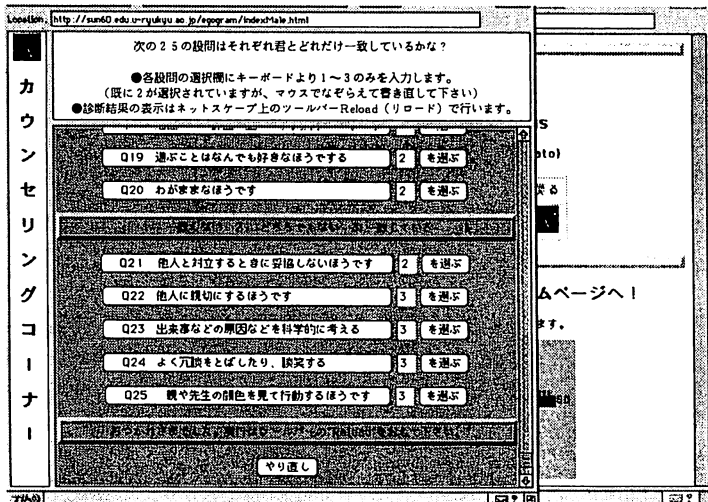 Location: http://sun60.edu.u-ryukyu.ac.jp/egogram/indexMale.html
カウンセリングコーナー
次の25の設問はそれぞれ君とどれだけ一致しているかな?
●各設問の選択欄にキーボードより1〜3のみを入力します。
(既に2が選択されていますが、マウスでなぞらえて書き直して下さい)
●診断結果の表示はネットスケープ上のツールバーReload(リロード)で行います。
Q19 遊ぶことはなんでも好きなほうでする 2 を選ぶ
Q20 わがままなほうです 2 を選ぶ
Q21 他人と対立するときに妥協しないほうです 2 を選ぶ
Q22 他人に親切にするほうです 3 を選ぶ
Q23 出来事などの原因などを科学的に考える 3 を選ぶ
Q24 よく冗談をとばしたり、談笑する 3 を選ぶ
Q25 親や先生の顔色を見て行動するほうです 3 を選ぶ
やり直し
S
ato)
戻る
ムページへ!
ます。